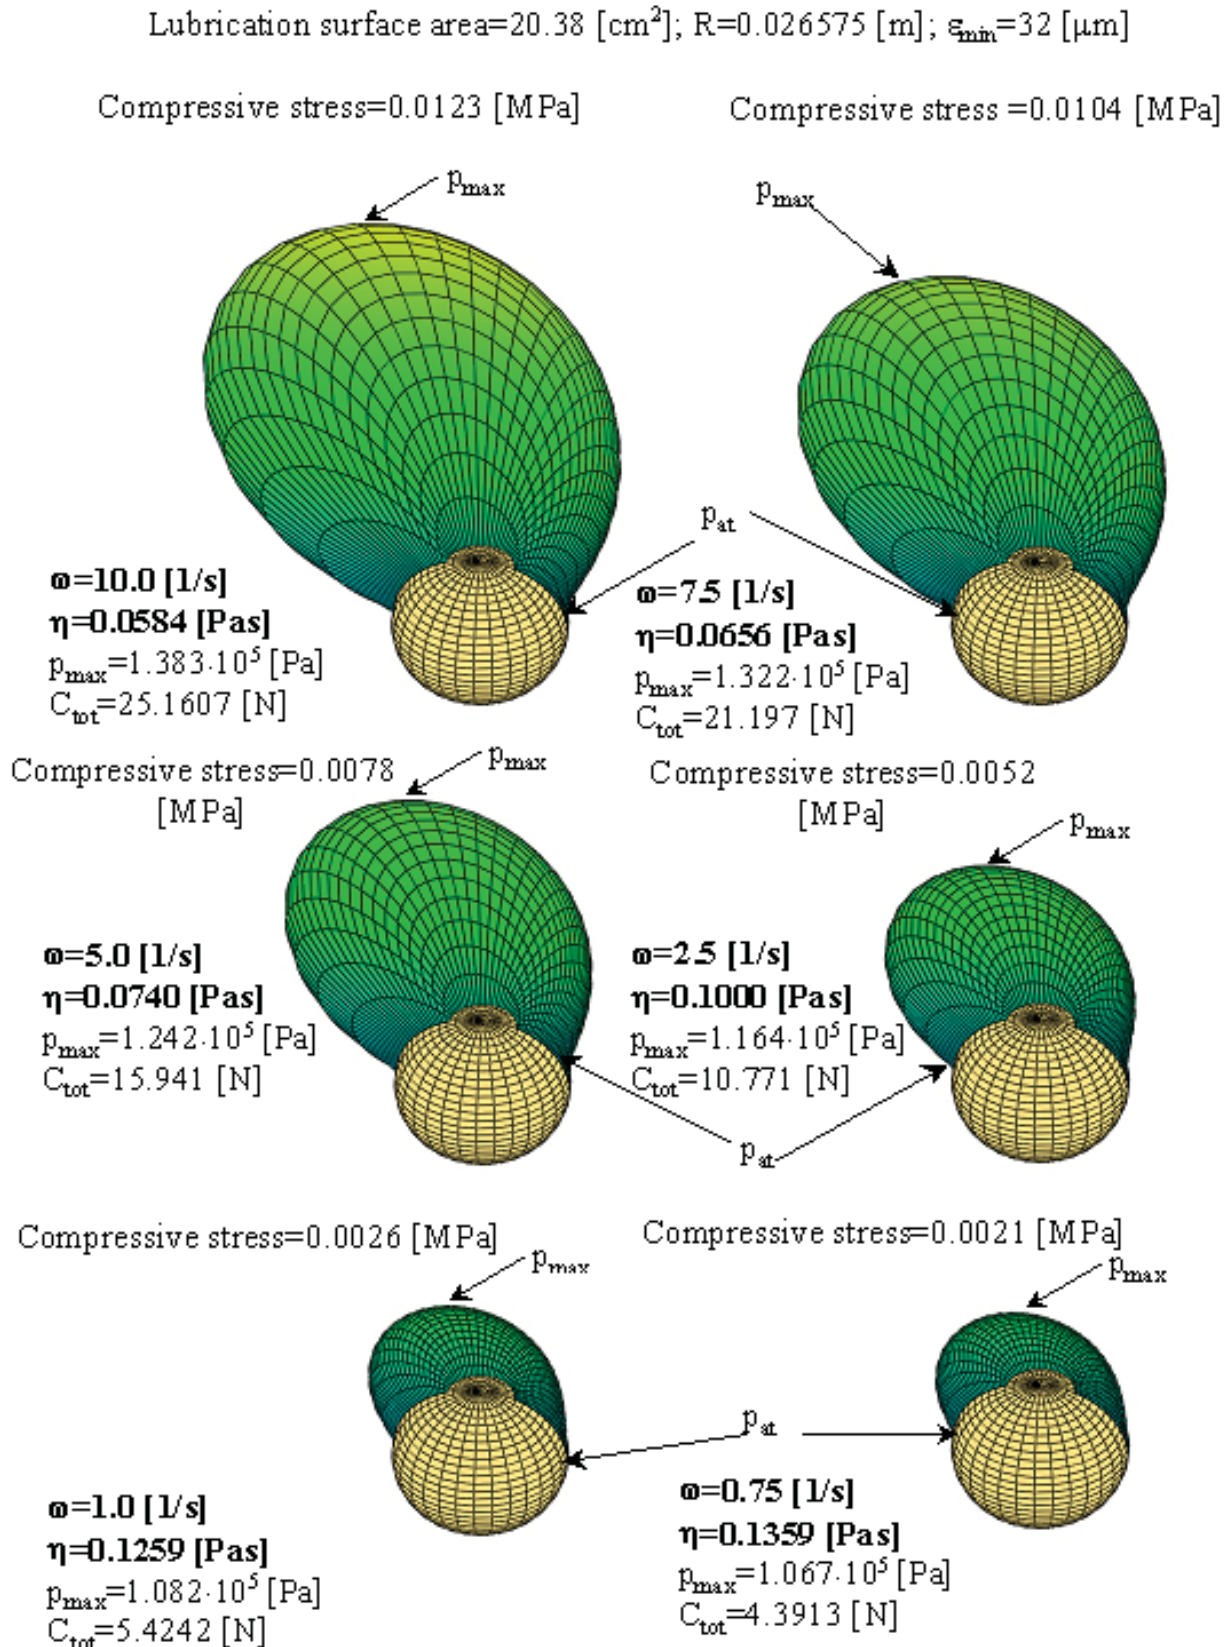 Lubrication surface area=20.38 [cm²]; R=0.026575 [m]; εmin=32 [μm]
Compressive stress=0.0123 [MPa]
Compressive stress =0.0104 [MPa]
pmax
pmax
pat
ω=10.0 [1/s]
η=0.0584 [Pas]
pmax=1.383·10⁵ [Pa]
Ctot=25.1607 [N]
ω=7.5 [1/s]
η=0.0656 [Pas]
pmax=1.322·10⁵ [Pa]
Ctot=21.197 [N]
Compressive stress=0.0078
[MPa]
pmax
Compressive stress=0.0052
[MPa]
pmax
ω=5.0 [1/s]
η=0.0740 [Pas]
pmax=1.242·10⁵ [Pa]
Ctot=15.941 [N]
ω=2.5 [1/s]
η=0.1000 [Pas]
pmax=1.164·10⁵ [Pa]
Ctot=10.771 [N]
pat
Compressive stress=0.0026 [MPa]
pmax
Compressive stress=0.0021 [MPa]
pmax
pat
ω=1.0 [1/s]
η=0.1259 [Pas]
pmax=1.082·10⁵ [Pa]
Ctot=5.4242 [N]
ω=0.75 [1/s]
η=0.1359 [Pas]
pmax=1.067·10⁵ [Pa]
Ctot=4.3913 [N]